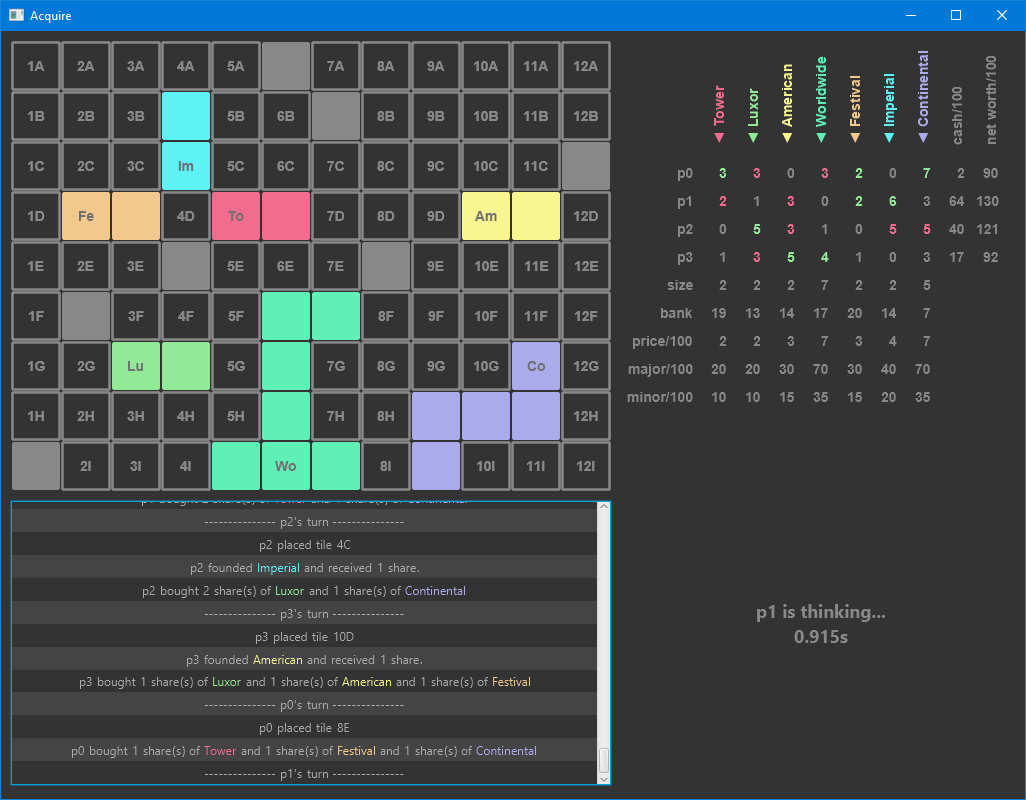 Acquire
1A 2A 3A 4A 5A 7A 8A 9A 10A 11A 12A
1B 2B 3B 5B 6B 8B 9B 10B 11B 12B
1C 2C 3C Im 5C 6C 7C 8C 9C 10C 11C
1D Fe 4D To 7D 8D 9D Am 12D
1E 2E 3E 5E 6E 7E 9E 10E 11E 12E
1F 3F 4F 5F 8F 9F 10F 11F 12F
1G 2G Lu 5G 7G 8G 9G 10G Co 12G
1H 2H 3H 4H 5H 7H 8H 12H
2I 3I 4I Wo 8I 10I 11I 12I
p1 bought 2 share(s) of Tower and 1 share(s) of Continental
--------------- p2's turn ---------------
p2 placed tile 4C
p2 founded Imperial and received 1 share.
p2 bought 2 share(s) of Luxor and 1 share(s) of Continental
--------------- p3's turn ---------------
p3 placed tile 10D
p3 founded American and received 1 share.
p3 bought 1 share(s) of Luxor and 1 share(s) of American and 1 share(s) of Festival
--------------- p0's turn ---------------
p0 placed tile 8E
p0 bought 1 share(s) of Tower and 1 share(s) of Festival and 1 share(s) of Continental
--------------- p1's turn ---------------
◀ Tower ◀ Luxor ◀ American ◀ Worldwide ◀ Festival ◀ Imperial ◀ Continental cash/100 net worth/100
p0 3 3 0 3 2 0 7 2 90
p1 2 1 3 0 2 6 3 64 130
p2 0 5 3 1 0 5 5 40 121
p3 1 3 5 4 1 0 3 17 92
size 2 2 2 7 2 2 5
bank 19 13 14 17 20 14 7
price/100 2 2 3 7 3 4 7
major/100 20 20 30 70 30 40 70
minor/100 10 10 15 35 15 20 35
p1 is thinking...
0.915s